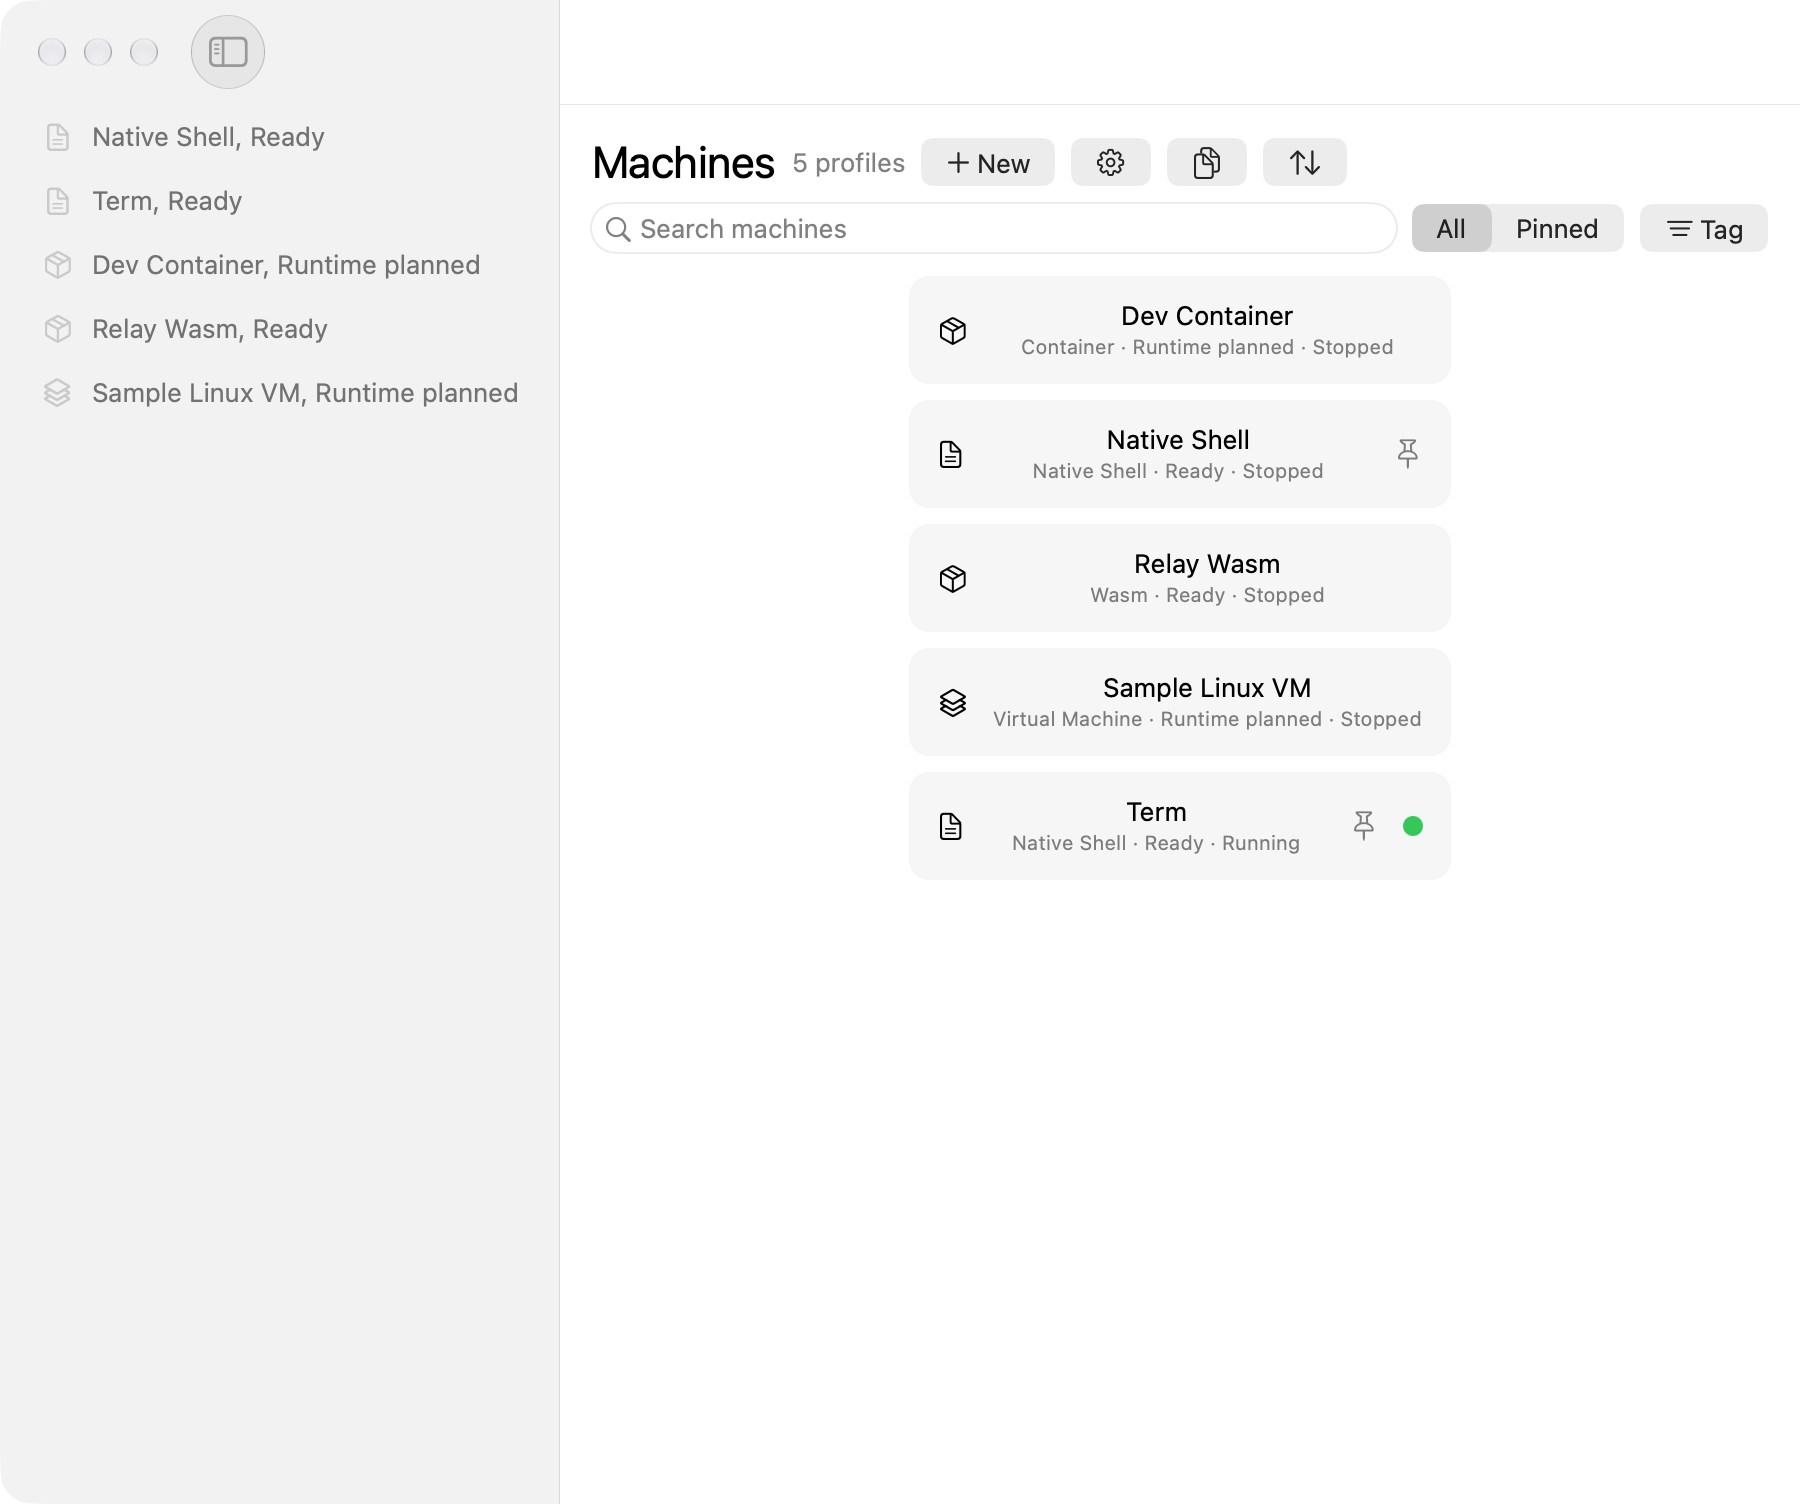 Native Shell, Ready
Term, Ready
Dev Container, Runtime planned
Relay Wasm, Ready
Sample Linux VM, Runtime planned
Machines 5 profiles New
Search machines All Pinned Tag
Dev Container
Container · Runtime planned · Stopped
Native Shell
Native Shell · Ready · Stopped
Relay Wasm
Wasm · Ready · Stopped
Sample Linux VM
Virtual Machine · Runtime planned · Stopped
Term
Native Shell · Ready · Running